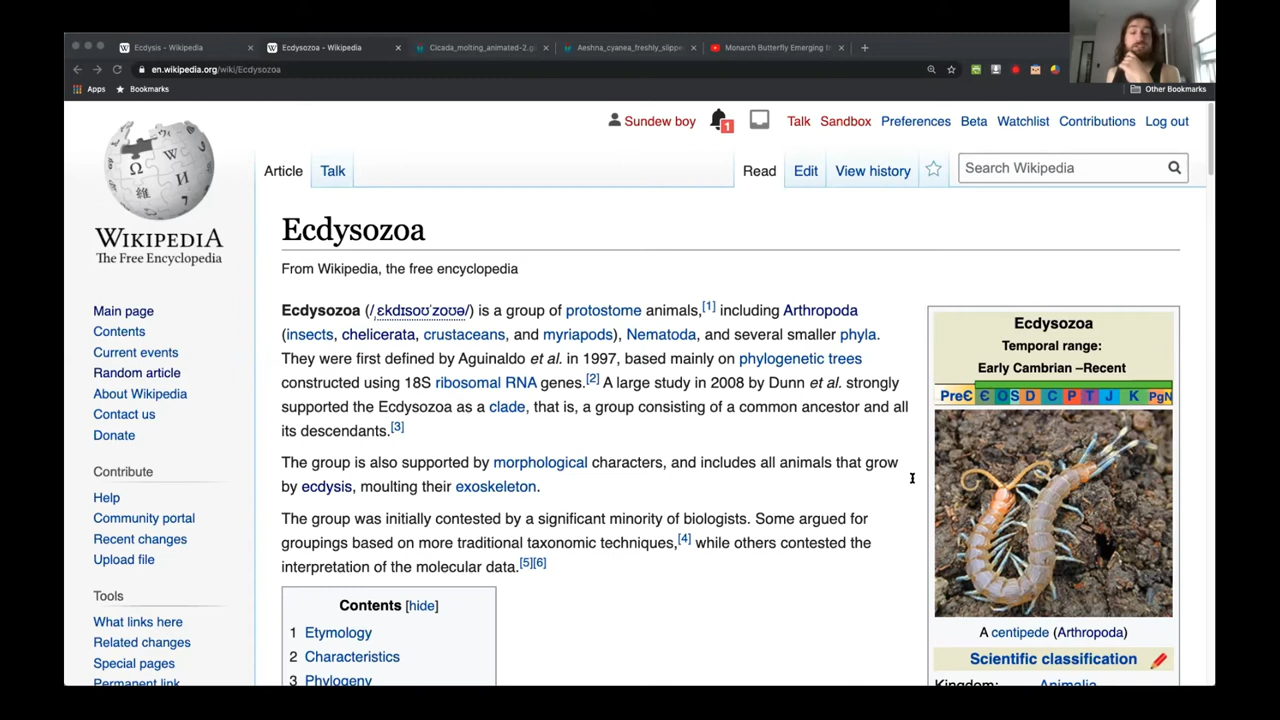 Ecdysis - Wikipedia
Ecdysozoa - Wikipedia
Cicada_molting_animated-2.g
Aeshna_cyanea_freshly_slippe
Monarch Butterfly Emerging f
en.wikipedia.org/wiki/Ecdysozoa
Apps
Bookmarks
Other Bookmarks
Sundew boy
1
Talk
Sandbox
Preferences
Beta
Watchlist
Contributions
Log out
Article
Talk
Read
Edit
View history
Search Wikipedia
WIKIPEDIA
The Free Encyclopedia
Main page
Contents
Current events
Random article
About Wikipedia
Contact us
Donate
Contribute
Help
Community portal
Recent changes
Upload file
Tools
What links here
Related changes
Special pages
Permanent link
Ecdysozoa
From Wikipedia, the free encyclopedia
Ecdysozoa (/ˌɛkdɪsoʊˈzoʊə/) is a group of protostome animals,[1] including Arthropoda
(insects, chelicerata, crustaceans, and myriapods), Nematoda, and several smaller phyla.
They were first defined by Aguinaldo et al. in 1997, based mainly on phylogenetic trees
constructed using 18S ribosomal RNA genes.[2] A large study in 2008 by Dunn et al. strongly
supported the Ecdysozoa as a clade, that is, a group consisting of a common ancestor and all
its descendants.[3]
The group is also supported by morphological characters, and includes all animals that grow
by ecdysis, moulting their exoskeleton.
The group was initially contested by a significant minority of biologists. Some argued for
groupings based on more traditional taxonomic techniques,[4] while others contested the
interpretation of the molecular data.[5][6]
Contents [hide]
1 Etymology
2 Characteristics
3 Phylogeny
Ecdysozoa
Temporal range:
Early Cambrian –Recent
PreЄ Є O S D C P T J K PgN
A centipede (Arthropoda)
Scientific classification
Kingdom: Animalia